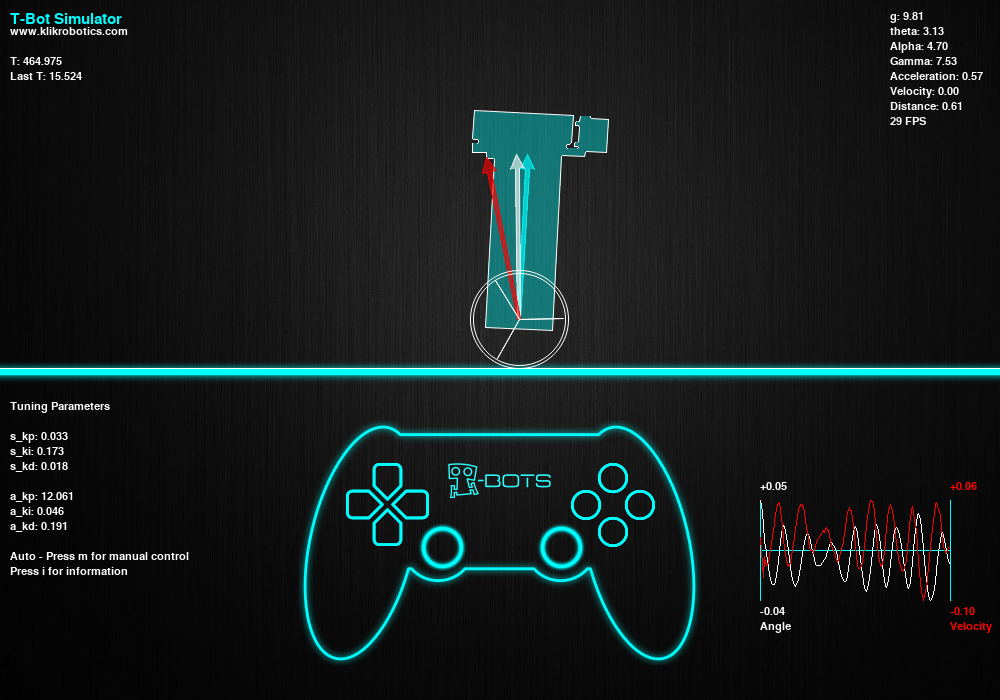 T-Bot Simulator
www.klikrobotics.com
T: 464.975
Last T: 15.524
g: 9.81
theta: 3.13
Alpha: 4.70
Gamma: 7.53
Acceleration: 0.57
Velocity: 0.00
Distance: 0.61
29 FPS
Tuning Parameters
s_kp: 0.033
s_ki: 0.173
s_kd: 0.018
a_kp: 12.061
a_ki: 0.046
a_kd: 0.191
Auto - Press m for manual control
Press i for information
-BOTS
+0.05
+0.06
-0.04
-0.10
Angle
Velocity